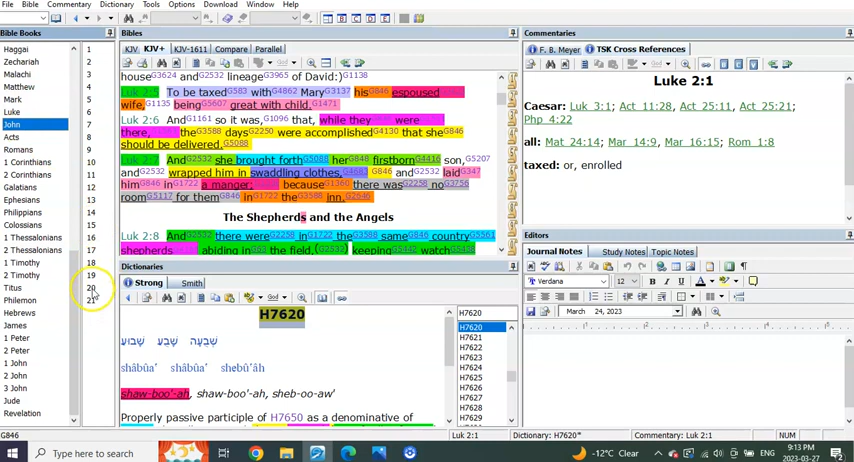 File View Bible Commentary Dictionary Tools Options Download Window Help
B C D E
Bible Books
Haggai
Zechariah
Malachi
Matthew
Mark
Luke
John
Acts
Romans
1 Corinthians
2 Corinthians
Galatians
Ephesians
Philippians
Colossians
1 Thessalonians
2 Thessalonians
1 Timothy
2 Timothy
Titus
Philemon
Hebrews
James
1 Peter
2 Peter
1 John
2 John
3 John
Jude
Revelation
1
2
3
4
5
6
7
8
9
10
11
12
13
14
15
16
17
18
19
20
21
Bibles
KJV KJV+ KJV-1611 Compare Parallel
house G3624 and G2532 lineage G3965 of David:) G1138
Luk 2:5 To be taxed G583 with G4862 Mary G3137 his G846 espoused
wife, G1135 being G5607 great with child. G1471
Luk 2:6 And G1161 so it was, G1096 that, while they were
there, the G3588 days G2250 were accomplished G4130 that she G846
should be delivered. G5088
Luk 2:7 And G2532 she brought forth G5088 her G848 firstborn G4416 son, G5207
and G2532 wrapped him in swaddling clothes, G4683 G846 and G2532 laid
him G846 in G1722 a manger; because G1360 there was G2258 no G3756
room G5117 for them G846 in G1722 the G3588 inn. G2646
The Shepherds and the Angels
Luk 2:8 And G2532 there were G2258 in G1722 the G3588 same G846 country G5561
shepherds abiding in G63 the field, (G2532) keeping G5442 watch G5438
Dictionaries
Strong Smith
God
H7620
שְׁבֻעָה שָׁבֻעַ שָׁבוּעַ
shâbûa‛ shâbûa‛ shebû‛âh
shaw-boo'-ah, shaw-boo'-ah, sheb-oo-aw'
Properly passive participle of H7650 as a denominative of
H7620
H7620
H7621
H7622
H7623
H7624
H7625
H7626
H7627
H7628
H7629
Commentaries
F. B. Meyer TSK Cross References
Luke 2:1
Caesar: Luk 3:1; Act 11:28, Act 25:11, Act 25:21;
Php 4:22
all: Mat 24:14; Mar 14:9, Mar 16:15; Rom 1:8
taxed: or, enrolled
Editors
Journal Notes Study Notes Topic Notes
Verdana 12 B I U
March 24, 2023
G846 Luk 2:1 Dictionary: H7620* Commentary: Luk 2:1 NUM
Type here to search
-12°C Clear ENG 9:13 PM
2023-03-27